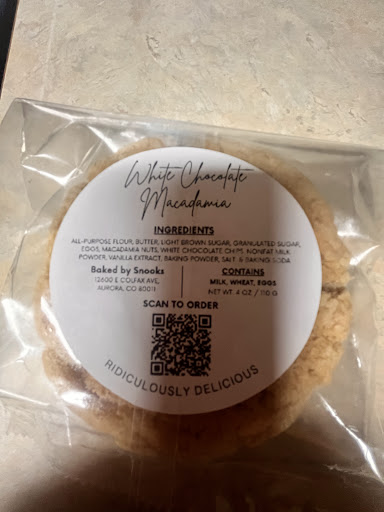 White Chocolate
Macadamia
INGREDIENTS
ALL-PURPOSE FLOUR, BUTTER, LIGHT BROWN SUGAR, GRANULATED SUGAR,
EGGS, MACADAMIA NUTS, WHITE CHOCOLATE CHIPS, NONFAT MILK
POWDER, VANILLA EXTRACT, BAKING POWDER, SALT & BAKING SODA
Baked by Snooks
12600 E COLFAX AVE,
AURORA, CO 80011
CONTAINS
MILK, WHEAT, EGGS
NET WT. 4 OZ / 110 G
SCAN TO ORDER
RIDICULOUSLY DELICIOUS